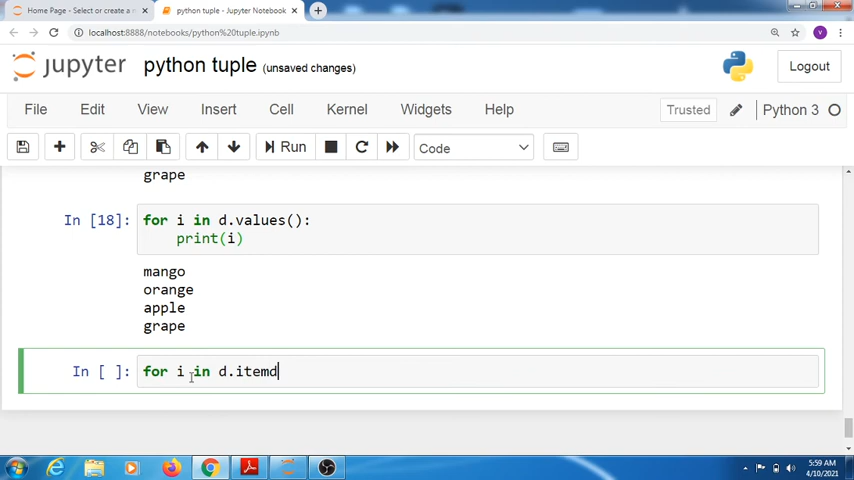 Home Page - Select or create a n
python tuple - Jupyter Notebook
localhost:8888/notebooks/python%20tuple.ipynb
V
jupyter python tuple (unsaved changes)
Logout
File Edit View Insert Cell Kernel Widgets Help
Trusted Python 3
Run Code
grape
In [18]: for i in d.values():
print(i)
mango
orange
apple
grape
In [ ]: for i in d.itemd
5:59 AM
4/10/2021